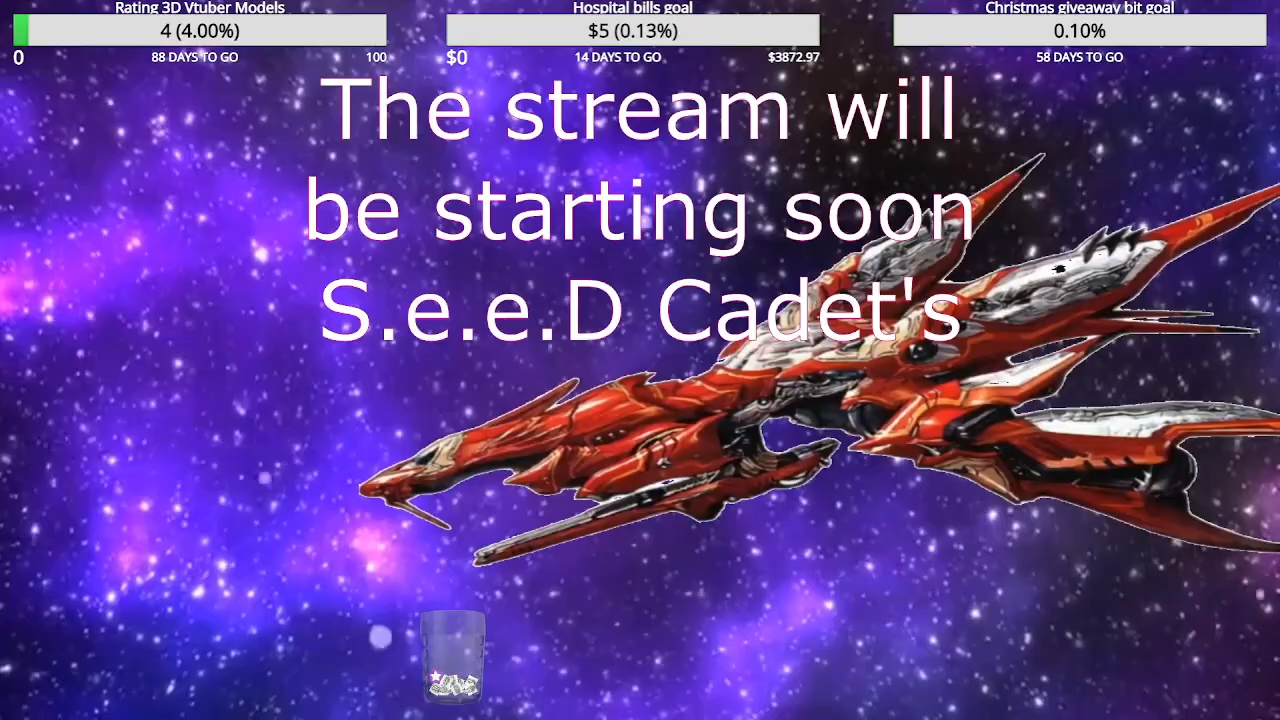 Rating 3D Vtuber Models
4 (4.00%)
0
88 DAYS TO GO
100
Hospital bills goal
$5 (0.13%)
$0
14 DAYS TO GO
$3872.97
Christmas giveaway bit goal
0.10%
58 DAYS TO GO
The stream will
be starting soon
S.e.e.D Cadet's